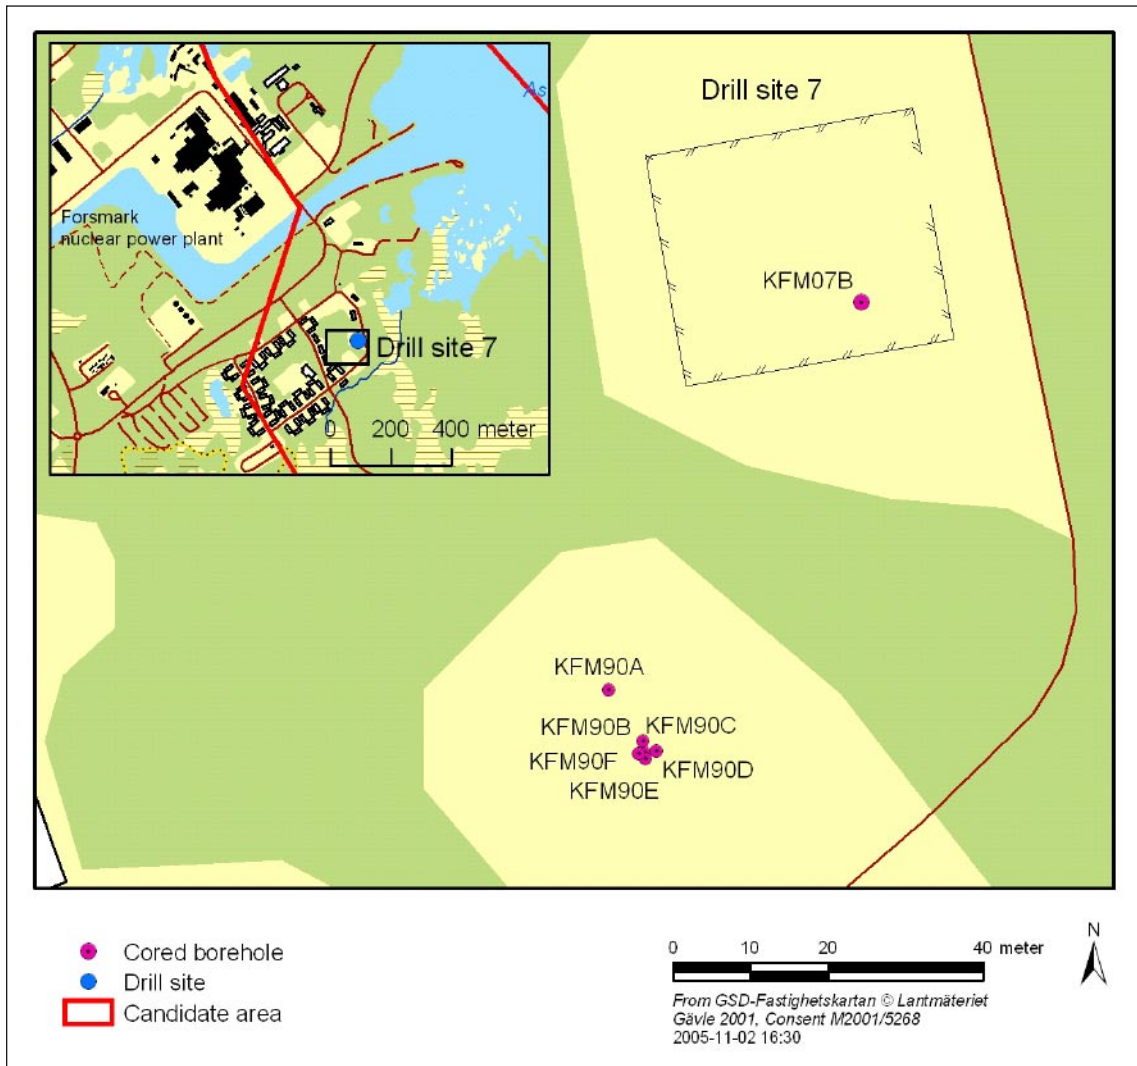 As
Forsmark
nuclear power plant
Drill site 7
0 200 400 meter
Drill site 7
KFM07B
KFM90A
KFM90B KFM90C
KFM90F KFM90D
KFM90E
Cored borehole
Drill site
Candidate area
0 10 20 40 meter
N
From GSD-Fastighetskartan © Lantmäteriet
Gävle 2001, Consent M2001/5268
2005-11-02 16:30